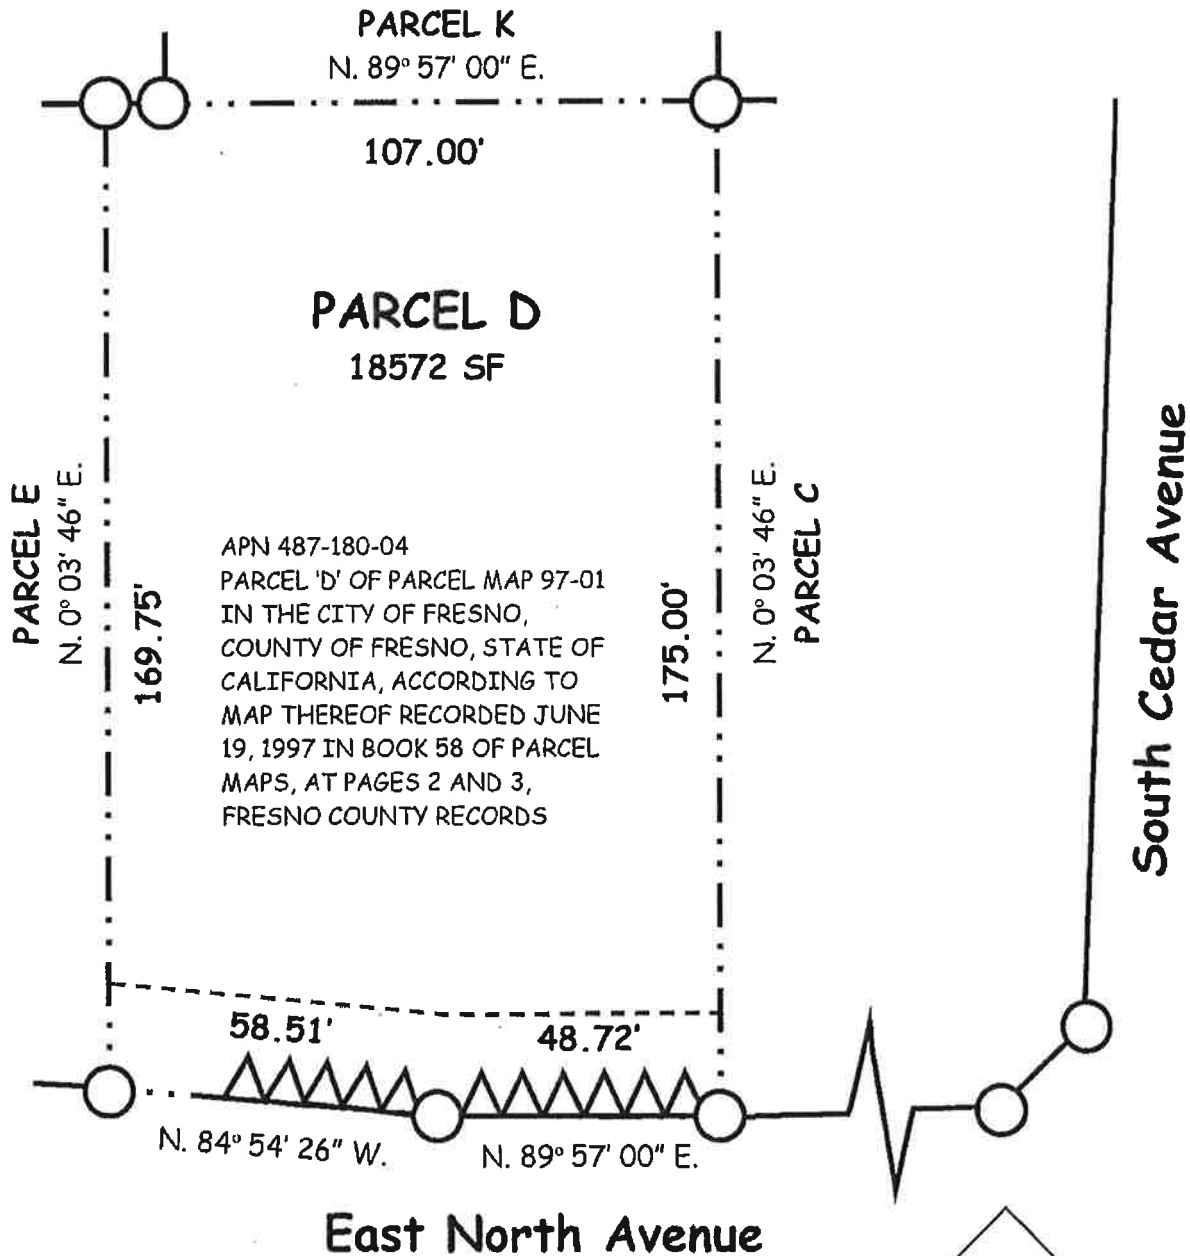 PARCEL K
N. 89° 57' 00" E.
107.00'
PARCEL D
18572 SF
PARCEL E
N. 0° 03' 46" E.
169.75'
APN 487-180-04
PARCEL 'D' OF PARCEL MAP 97-01
IN THE CITY OF FRESNO,
COUNTY OF FRESNO, STATE OF
CALIFORNIA, ACCORDING TO
MAP THEREOF RECORDED JUNE
19, 1997 IN BOOK 58 OF PARCEL
MAPS, AT PAGES 2 AND 3,
FRESNO COUNTY RECORDS
175.00'
N. 0° 03' 46" E.
PARCEL C
South Cedar Avenue
58.51'
48.72'
N. 84° 54' 26" W.
N. 89° 57' 00" E.
East North Avenue